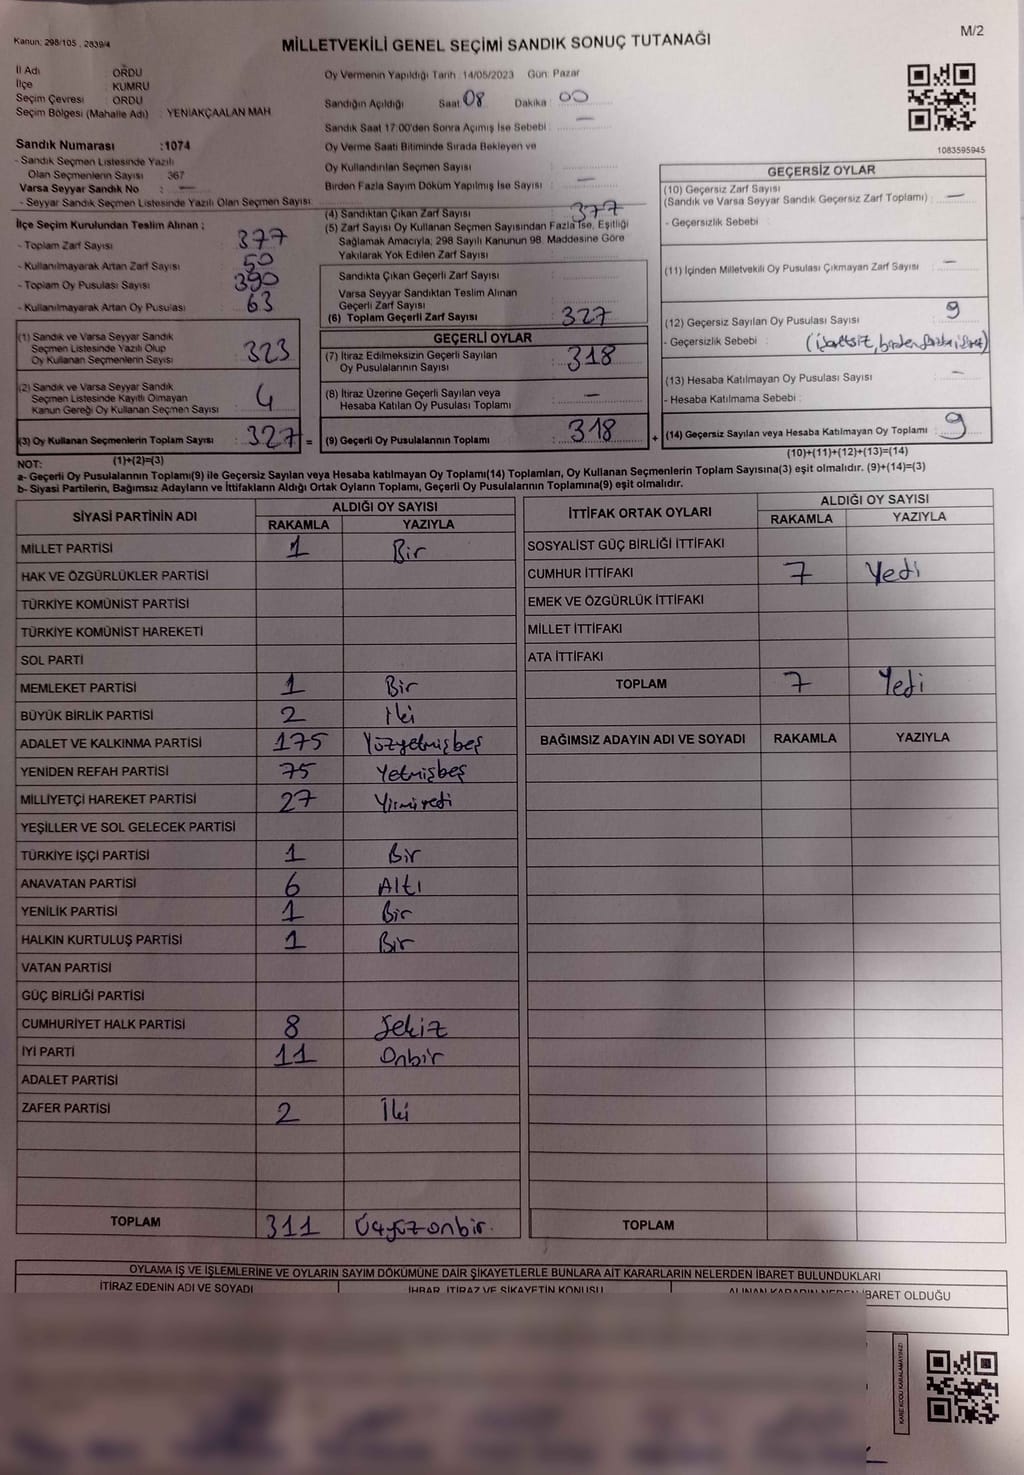 Kanun: 298/105 , 2839/4
MİLLETVEKİLİ GENEL SEÇİMİ SANDIK SONUÇ TUTANAĞI
M/2
İl Adı : ORDU
İlçe : KUMRU
Seçim Çevresi : ORDU
Seçim Bölgesi (Mahalle Adı) : YENİAKÇAALAN MAH
Sandık Numarası :1074
- Sandık Seçmen Listesinde Yazılı
Olan Seçmenlerin Sayısı : 367
Varsa Seyyar Sandık No : —
- Seyyar Sandık Seçmen Listesinde Yazılı Olan Seçmen Sayısı:
Oy Vermenin Yapıldığı Tarih : 14/05/2023 Gün: Pazar
Sandığın Açıldığı Saat 08 Dakika 00
Sandık Saat 17:00'den Sonra Açımış İse Sebebi : —
Oy Verme Saati Bitiminde Sırada Bekleyen ve
Oy Kullandırılan Seçmen Sayısı :
Birden Fazla Sayım Döküm Yapılmış İse Sayısı : —
1083595945
İlçe Seçim Kurulundan Teslim Alınan ;
- Toplam Zarf Sayısı : 377
- Kullanılmayarak Artan Zarf Sayısı : 50
- Toplam Oy Pusulası Sayısı : 390
- Kullanılmayarak Artan Oy Pusulası : 63
(4) Sandıktan Çıkan Zarf Sayısı : 377
(5) Zarf Sayısı Oy Kullanan Seçmen Sayısından Fazla İse, Eşitliği
Sağlamak Amacıyla; 298 Sayılı Kanunun 98. Maddesine Göre
Yakılarak Yok Edilen Zarf Sayısı :
Sandıkta Çıkan Geçerli Zarf Sayısı :
Varsa Seyyar Sandıktan Teslim Alınan
Geçerli Zarf Sayısı
(6) Toplam Geçerli Zarf Sayısı : 327
GEÇERSİZ OYLAR
(10) Geçersiz Zarf Sayısı
(Sandık ve Varsa Seyyar Sandık Geçersiz Zarf Toplamı) : —
- Geçersizlik Sebebi :
(11) İçinden Milletvekili Oy Pusulası Çıkmayan Zarf Sayısı : —
(12) Geçersiz Sayılan Oy Pusulası Sayısı : 9
- Geçersizlik Sebebi : (işaretsiz, birden fazla işaret)
(13) Hesaba Katılmayan Oy Pusulası Sayısı : —
- Hesaba Katılmama Sebebi :
(14) Geçersiz Sayılan veya Hesaba Katılmayan Oy Toplamı : 9
(10)+(11)+(12)+(13)=(14)
(1) Sandık ve Varsa Seyyar Sandık
Seçmen Listesinde Yazılı Olup
Oy Kullanan Seçmenlerin Sayısı : 323
(2) Sandık ve Varsa Seyyar Sandık
Seçmen Listesinde Kayıtlı Olmayan
Kanun Gereği Oy Kullanan Seçmen Sayısı : 4
(3) Oy Kullanan Seçmenlerin Toplam Sayısı : 327 =
(1)+(2)=(3)
GEÇERLİ OYLAR
(7) İtiraz Edilmeksizin Geçerli Sayılan
Oy Pusulalarının Sayısı : 318
(8) İtiraz Üzerine Geçerli Sayılan veya
Hesaba Katılan Oy Pusulası Toplamı : —
(9) Geçerli Oy Pusulalarının Toplamı : 318 +
NOT:
a- Geçerli Oy Pusulalarının Toplamı(9) ile Geçersiz Sayılan veya Hesaba katılmayan Oy Toplamı(14) Toplamları, Oy Kullanan Seçmenlerin Toplam Sayısına(3) eşit olmalıdır. (9)+(14)=(3)
b- Siyasi Partilerin, Bağımsız Adayların ve İttifakların Aldığı Ortak Oyların Toplamı, Geçerli Oy Pusulalarının Toplamına(9) eşit olmalıdır.
SİYASİ PARTİNİN ADI ALDIĞI OY SAYISI
RAKAMLA YAZIYLA
MİLLET PARTİSİ 1 Bir
HAK VE ÖZGÜRLÜKLER PARTİSİ
TÜRKİYE KOMÜNİST PARTİSİ
TÜRKİYE KOMÜNİST HAREKETİ
SOL PARTİ
MEMLEKET PARTİSİ 1 Bir
BÜYÜK BİRLİK PARTİSİ 2 İki
ADALET VE KALKINMA PARTİSİ 175 Yüzyetmişbeş
YENİDEN REFAH PARTİSİ 75 Yetmişbeş
MİLLİYETÇİ HAREKET PARTİSİ 27 Yirmiyedi
YEŞİLLER VE SOL GELECEK PARTİSİ
TÜRKİYE İŞÇİ PARTİSİ 1 Bir
ANAVATAN PARTİSİ 6 Altı
YENİLİK PARTİSİ 1 Bir
HALKIN KURTULUŞ PARTİSİ 1 Bir
VATAN PARTİSİ
GÜÇ BİRLİĞİ PARTİSİ
CUMHURİYET HALK PARTİSİ 8 Sekiz
İYİ PARTİ 11 Onbir
ADALET PARTİSİ
ZAFER PARTİSİ 2 İki
TOPLAM 311 Üçyüzonbir.
İTTİFAK ORTAK OYLARI ALDIĞI OY SAYISI
RAKAMLA YAZIYLA
SOSYALİST GÜÇ BİRLİĞİ İTTİFAKI
CUMHUR İTTİFAKI 7 Yedi
EMEK VE ÖZGÜRLÜK İTTİFAKI
MİLLET İTTİFAKI
ATA İTTİFAKI
TOPLAM 7 Yedi
BAĞIMSIZ ADAYIN ADI VE SOYADI RAKAMLA YAZIYLA
TOPLAM
OYLAMA İŞ VE İŞLEMLERİNE VE OYLARIN SAYIM DÖKÜMÜNE DAİR ŞİKAYETLERLE BUNLARA AİT KARARLARIN NELERDEN İBARET BULUNDUKLARI
İTİRAZ EDENİN ADI VE SOYADI İHBAR, İTİRAZ VE ŞİKAYETİN KONUSU ALINAN KARARIN NEDEN İBARET OLDUĞU
KARE KODU KARALAMAYINIZ!